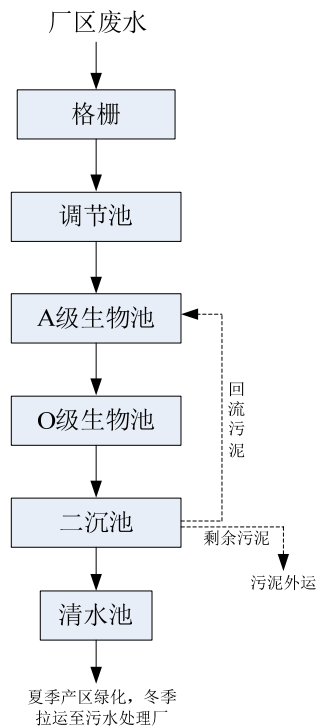 厂区废水
格栅
调节池
A级生物池
O级生物池
回
流
污
泥
二沉池
剩余污泥
污泥外运
清水池
夏季产区绿化，冬季
拉运至污水处理厂